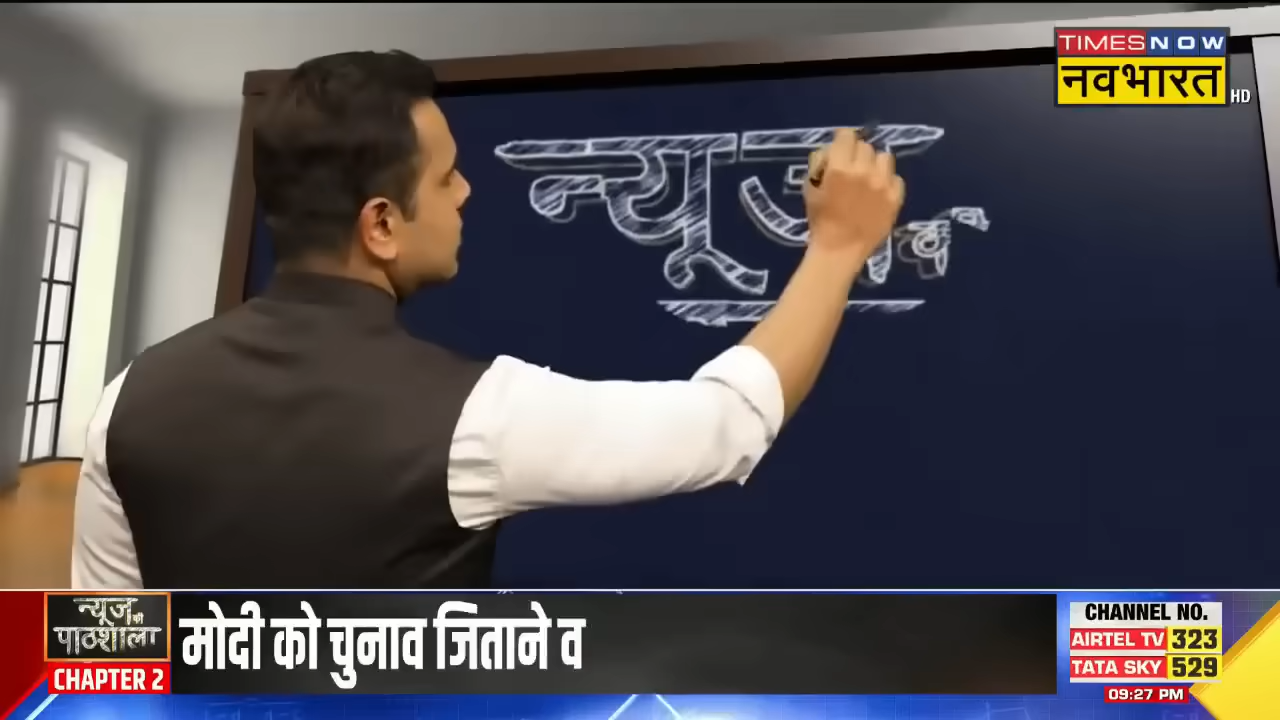 TIMES NOW
नवभारत
HD
न्यूज
न्यूज की
पाठशाला
CHAPTER 2
मोदी को चुनाव जिताने व
CHANNEL NO.
AIRTEL TV 323
TATA SKY 529
09:27 PM